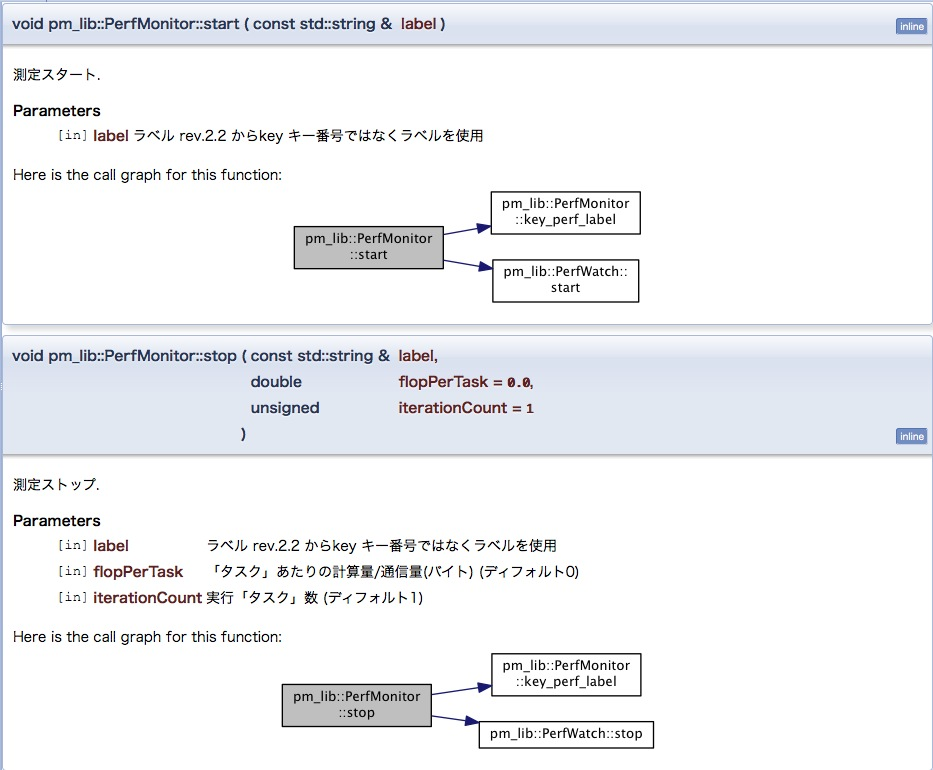 void pm_lib::PerfMonitor::start ( const std::string & label )
inline
測定スタート.
Parameters
[in] label ラベル rev.2.2 からkey キー番号ではなくラベルを使用
Here is the call graph for this function:
pm_lib::PerfMonitor
::key_perf_label
pm_lib::PerfMonitor
::start
pm_lib::PerfWatch::
start
void pm_lib::PerfMonitor::stop ( const std::string & label,
double flopPerTask = 0.0,
unsigned iterationCount = 1
)
inline
測定ストップ.
Parameters
[in] label ラベル rev.2.2 からkey キー番号ではなくラベルを使用
[in] flopPerTask 「タスク」あたりの計算量/通信量(バイト) (ディフォルト0)
[in] iterationCount 実行「タスク」数 (ディフォルト1)
Here is the call graph for this function:
pm_lib::PerfMonitor
::key_perf_label
pm_lib::PerfMonitor
::stop
pm_lib::PerfWatch::stop